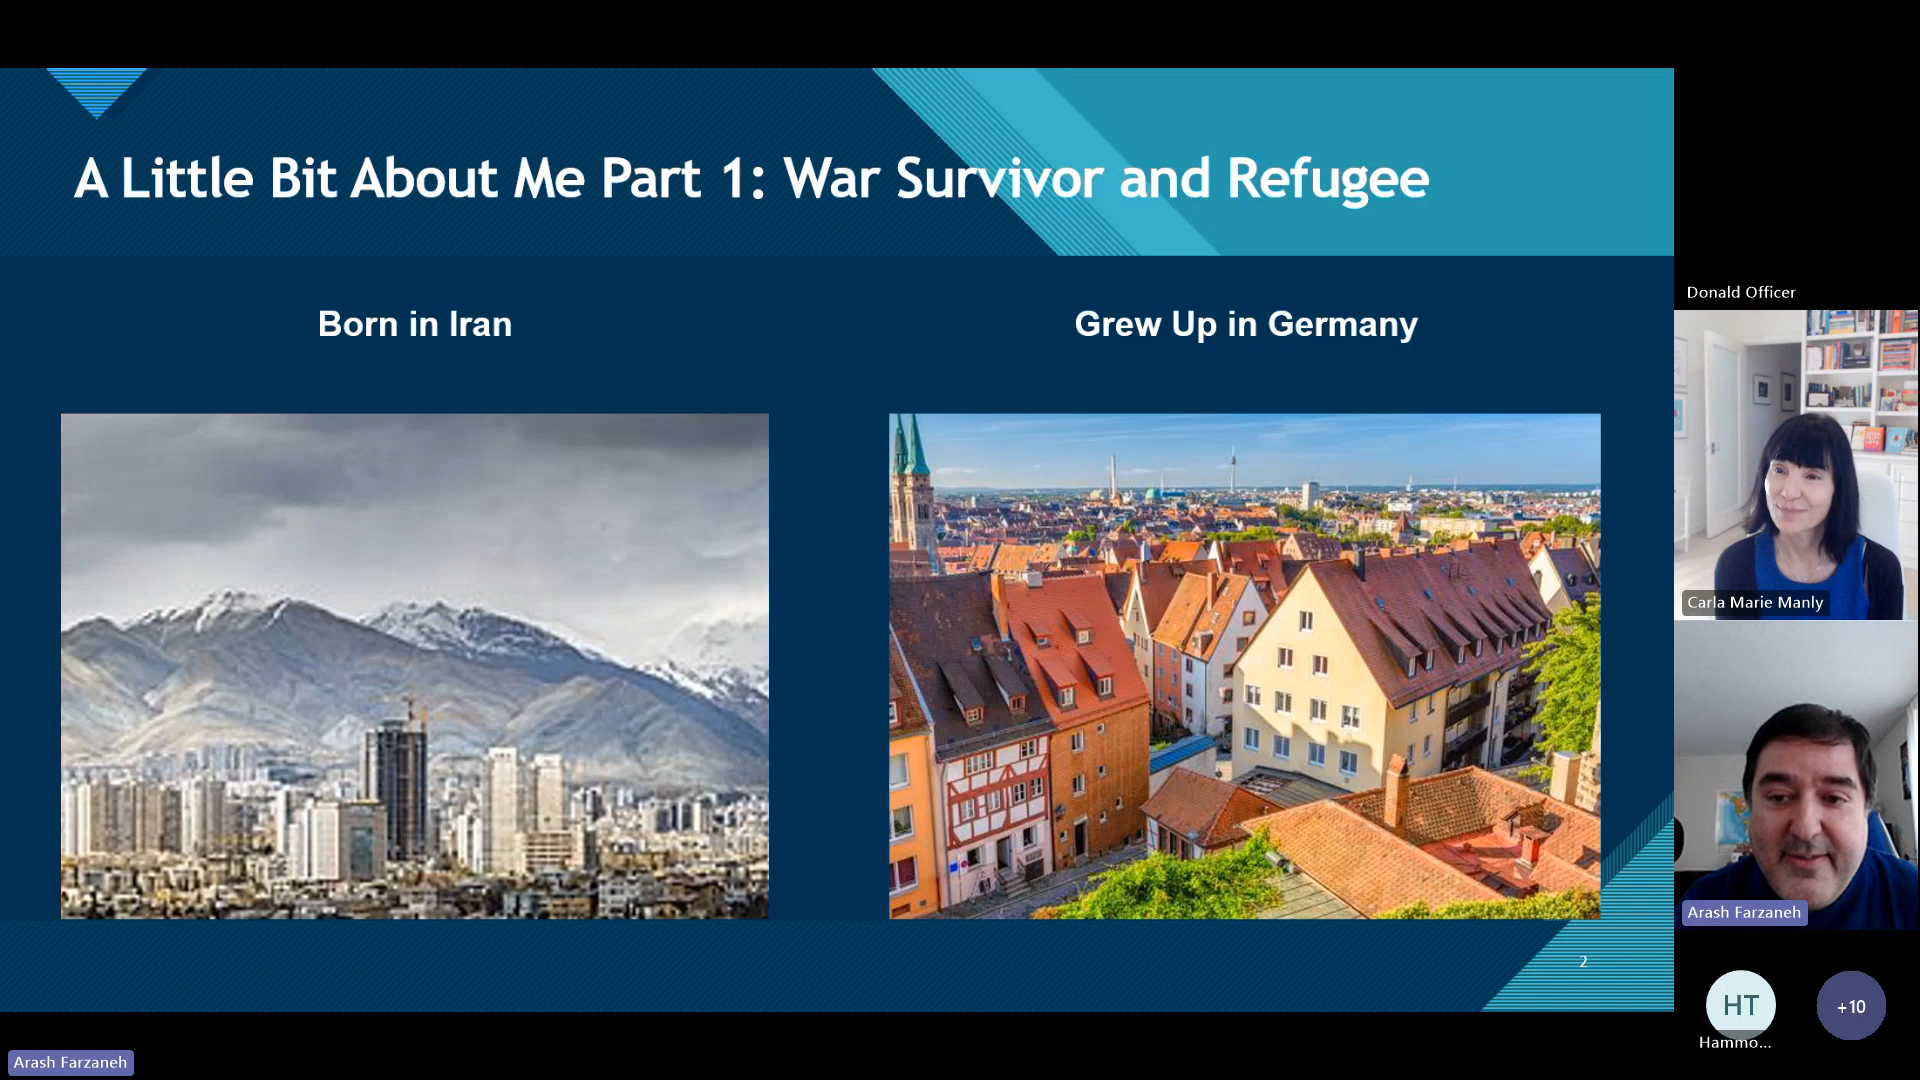 A Little Bit About Me Part 1: War Survivor and Refugee
Born in Iran
Grew Up in Germany
2
Donald Officer
Carla Marie Manly
Arash Farzaneh
HT
Hammo...
+10
Arash Farzaneh